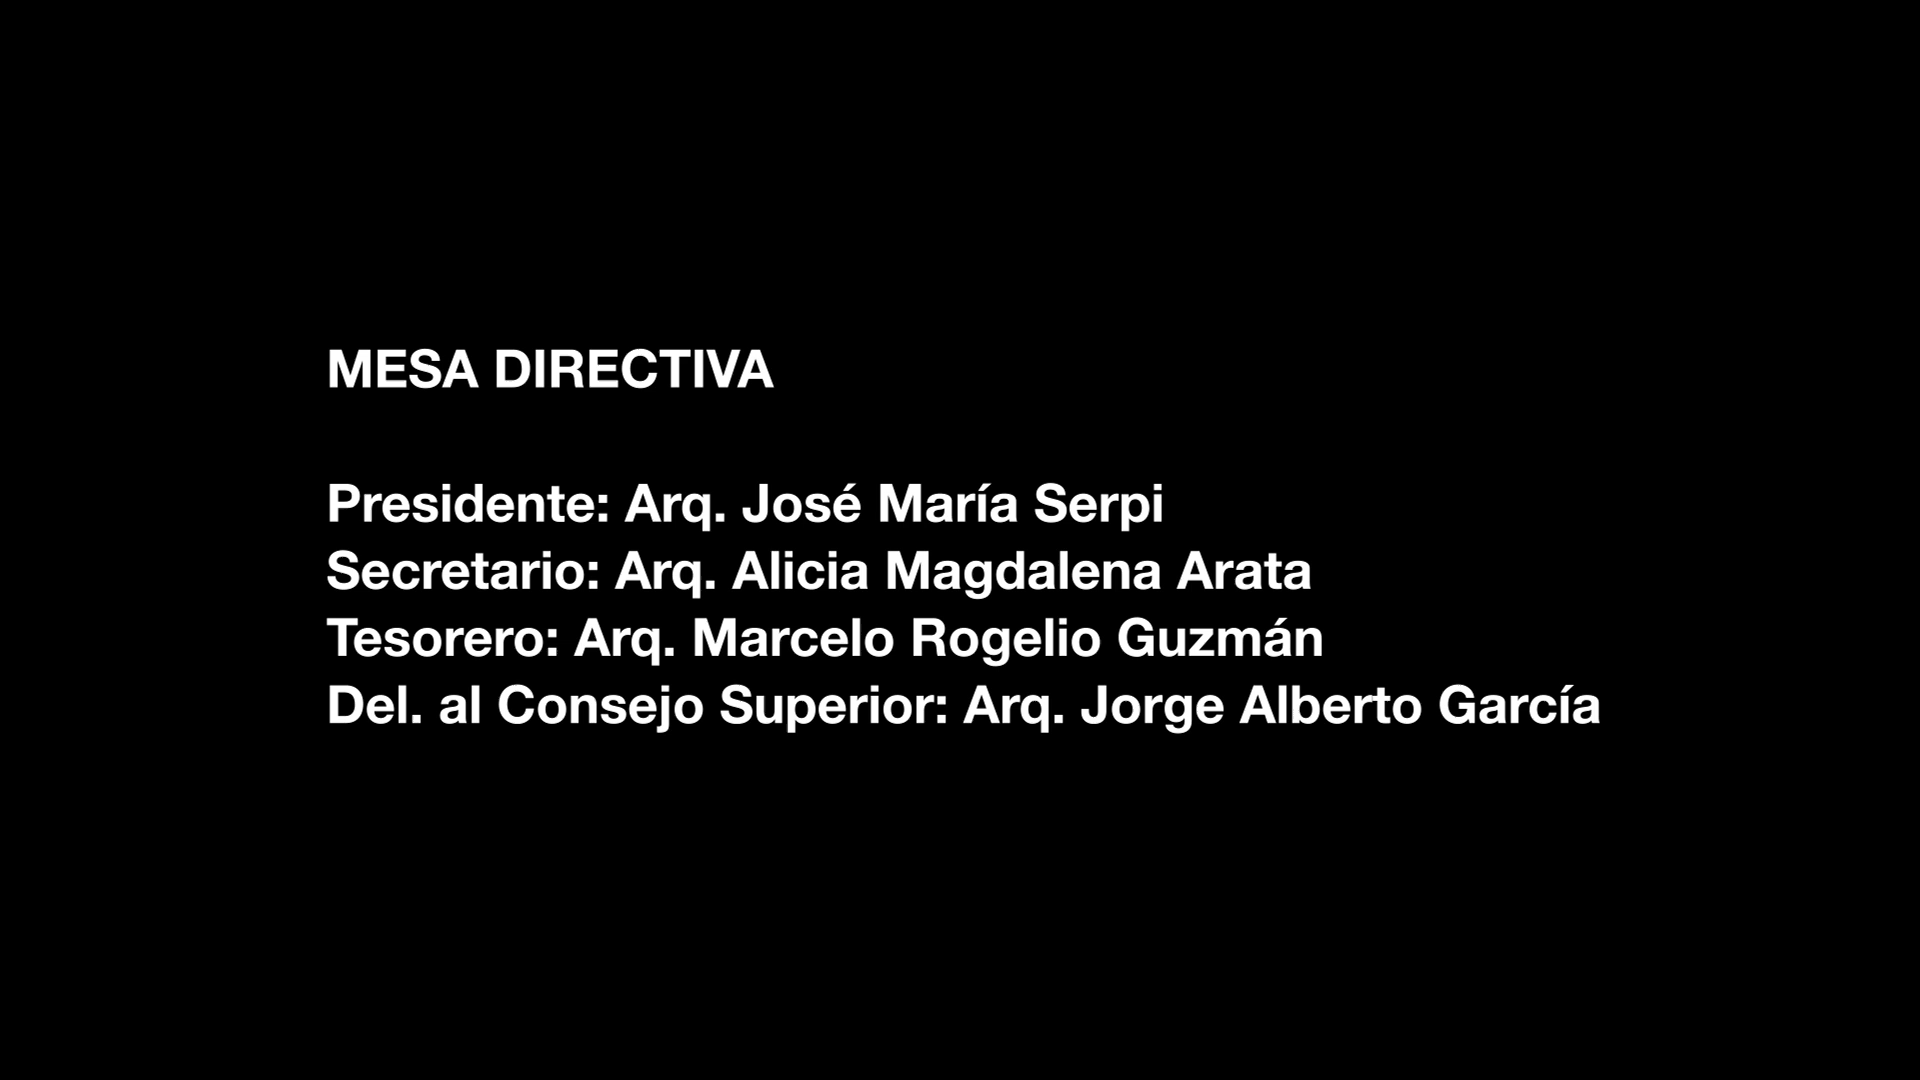 MESA DIRECTIVA
Presidente: Arq. José María Serpi
Secretario: Arq. Alicia Magdalena Arata
Tesorero: Arq. Marcelo Rogelio Guzmán
Del. al Consejo Superior: Arq. Jorge Alberto García